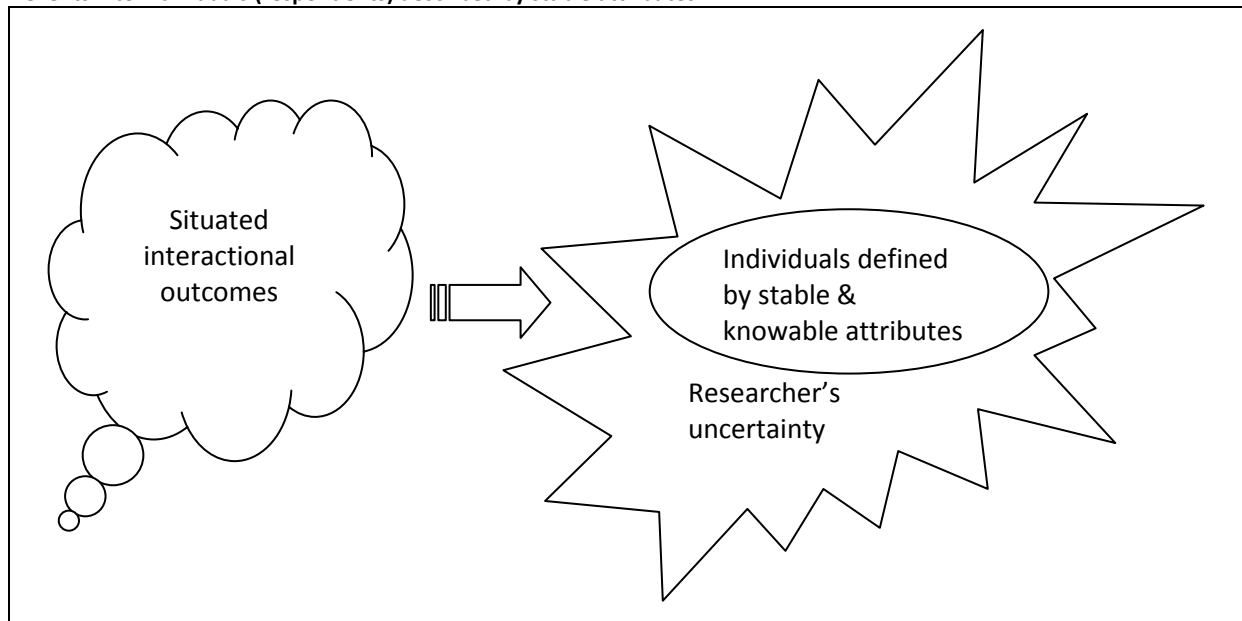 Situated
interactional
outcomes
Individuals defined
by stable &
knowable attributes
Researcher's
uncertainty